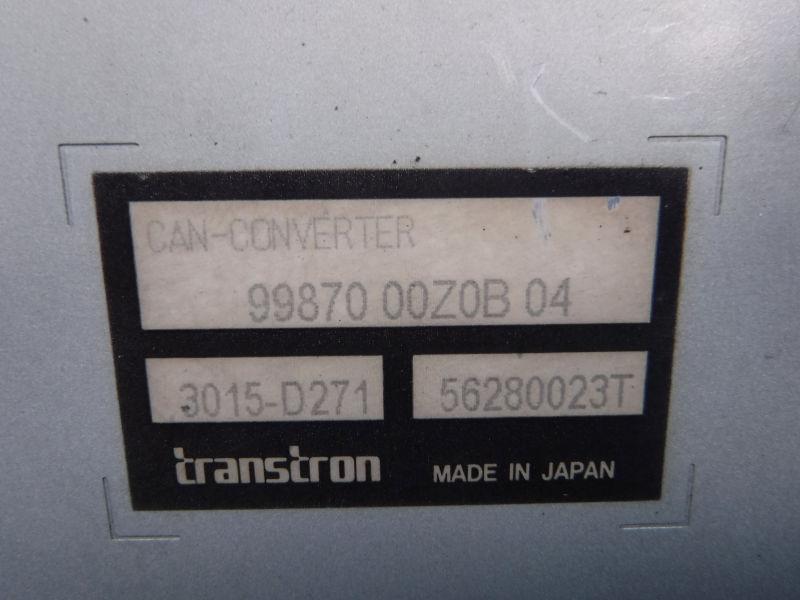 CAN-CONVERTER
99870 00Z0B 04
3015-D271
56280023T
transtron
MADE IN JAPAN